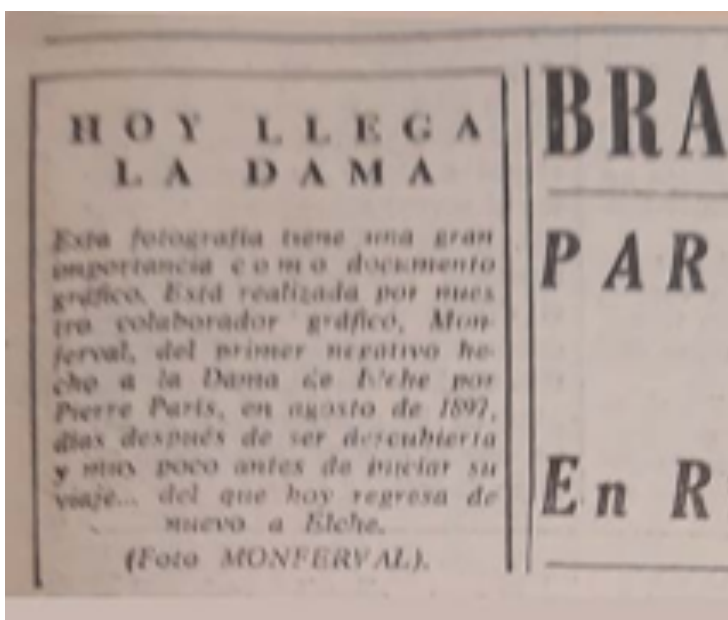 HOY LLEGA
LA DAMA
Esta fotografía tiene una gran
importancia como documento
gráfico. Está realizada por nues
tro colaborador gráfico, Mon-
ferval, del primer negativo he-
cho a la Dama de Elche por
Pierre París, en agosto de 1897,
días después de ser descubierta
y muy poco antes de iniciar su
viaje... del que hoy regresa de
nuevo a Elche.
(Foto MONFERVAL).
BRA
PAR
En R